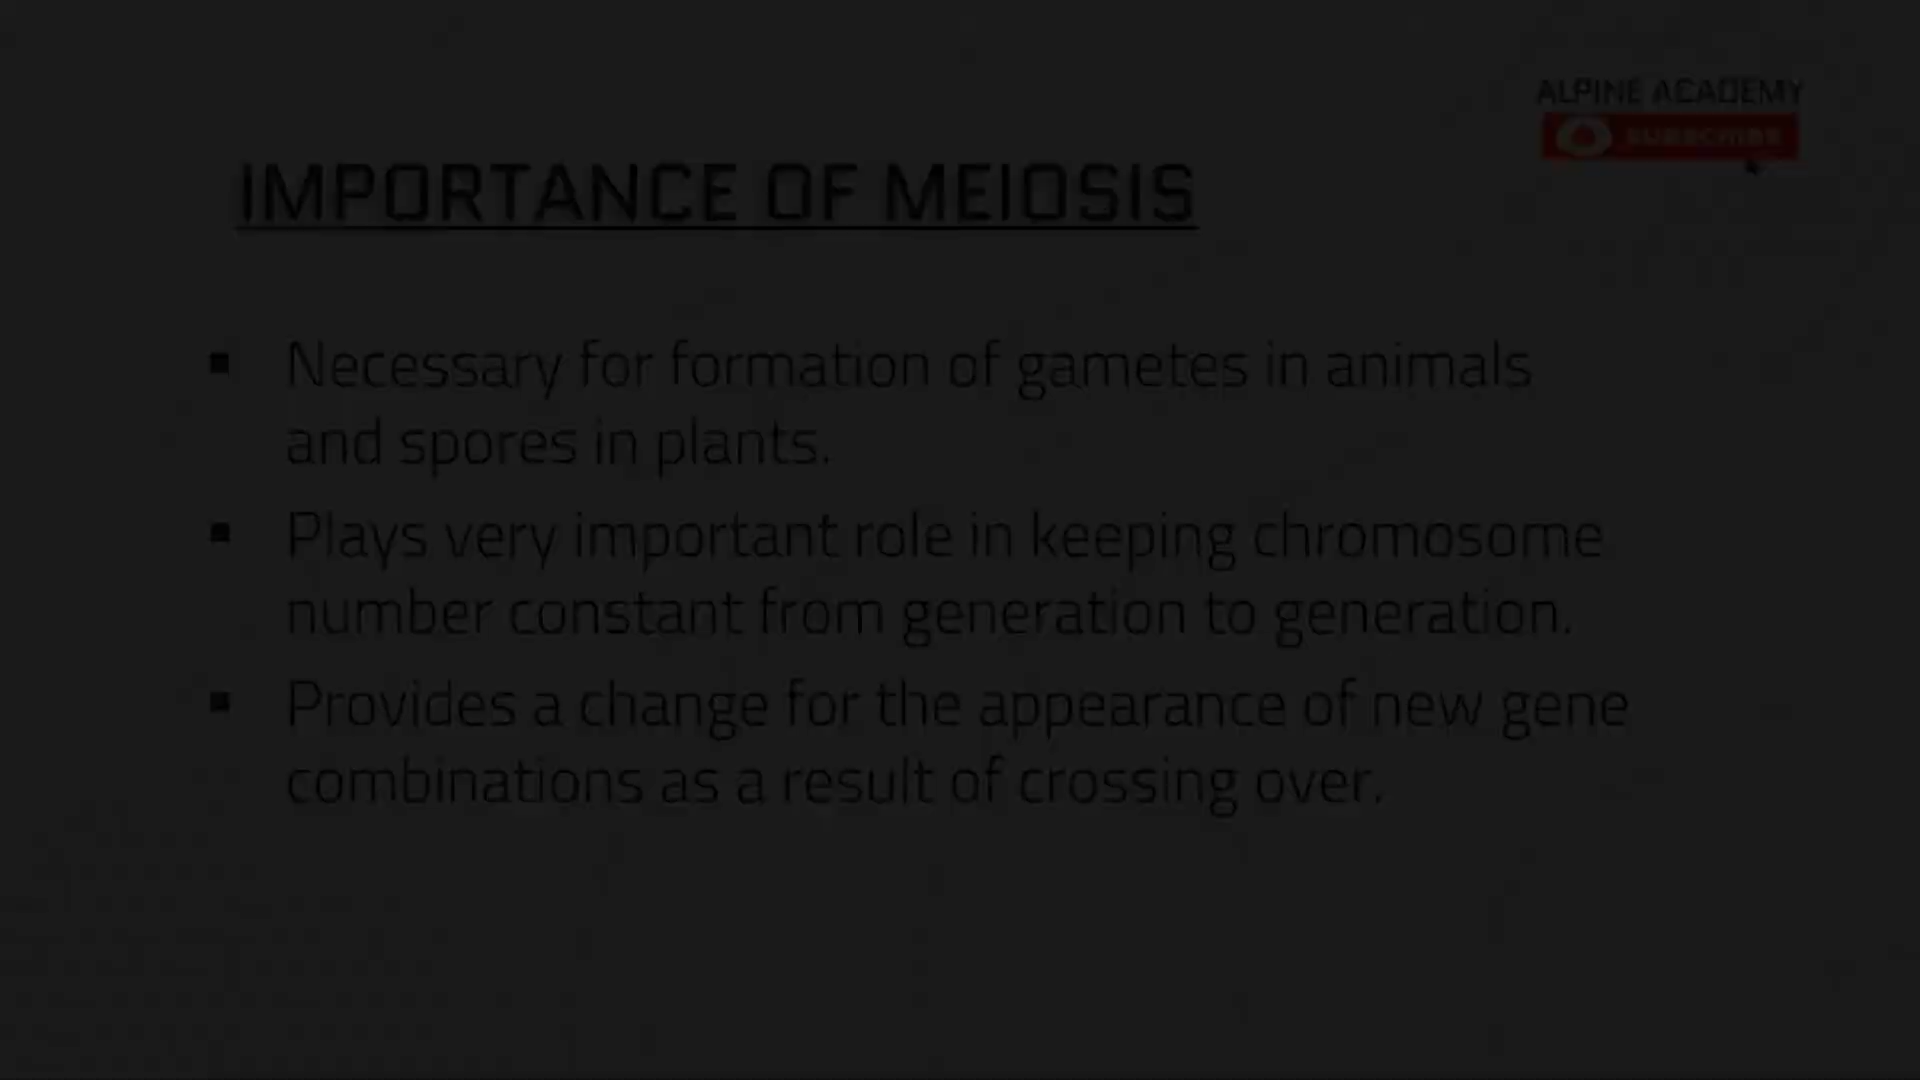 ALPINE ACADEMY
SUBSCRIBE
IMPORTANCE OF MEIOSIS
▪ Necessary for formation of gametes in animals
and spores in plants.
▪ Plays very important role in keeping chromosome
number constant from generation to generation.
▪ Provides a change for the appearance of new gene
combinations as a result of crossing over.